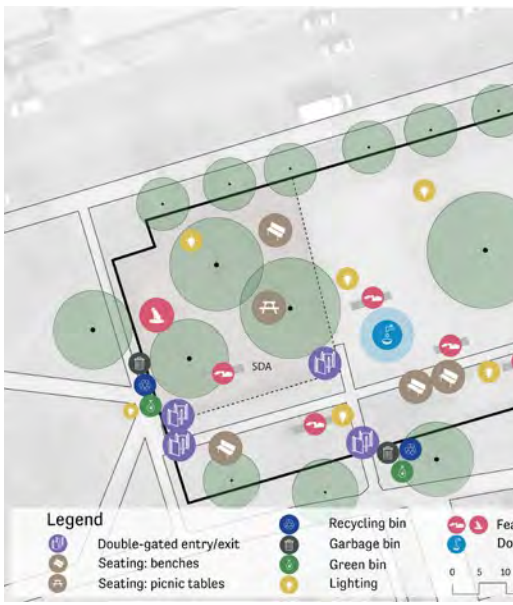 SDA
Legend
Double-gated entry/exit
Seating: benches
Seating: picnic tables
Recycling bin
Garbage bin
Green bin
Lighting
Fea
Do
0 5 10